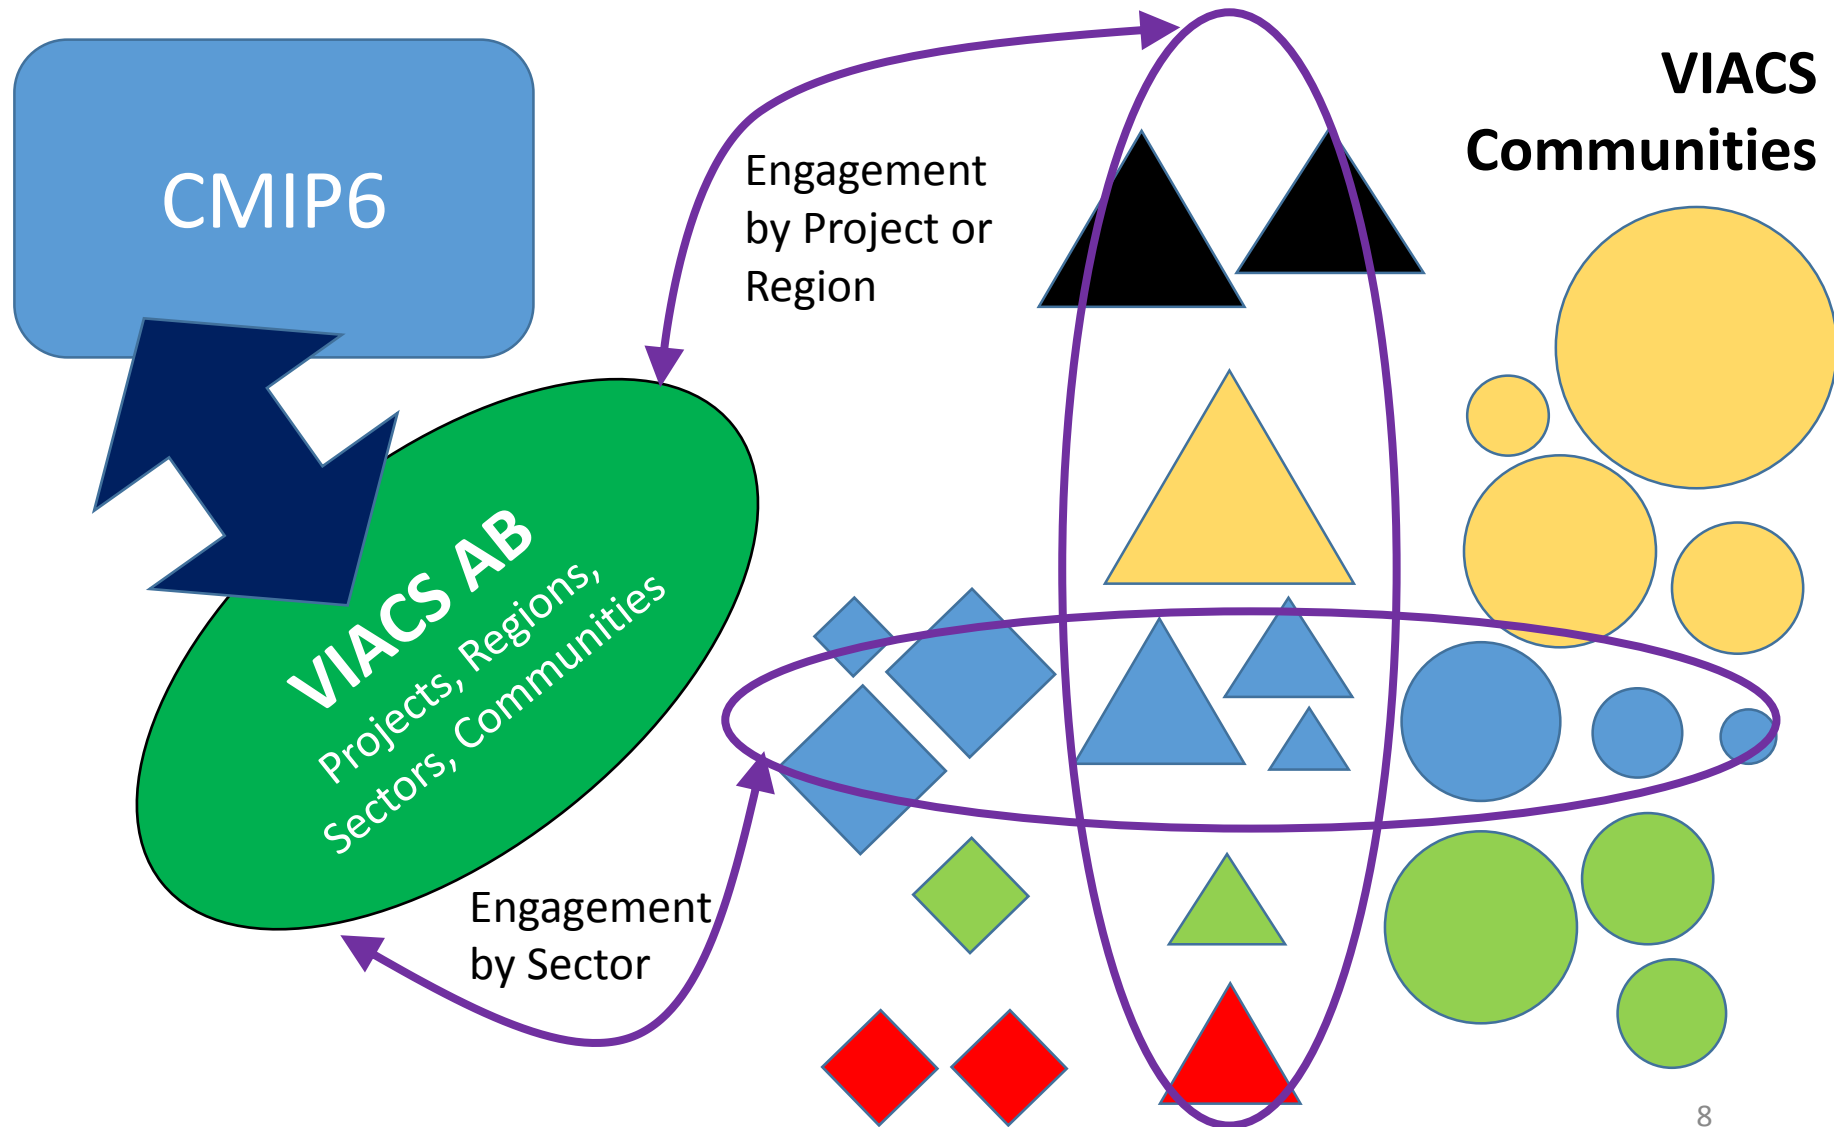 CMIP6
VIACS
Communities
Engagement
by Project or
Region
VIACS AB
Projects, Regions,
Sectors, Communities
Engagement
by Sector
8